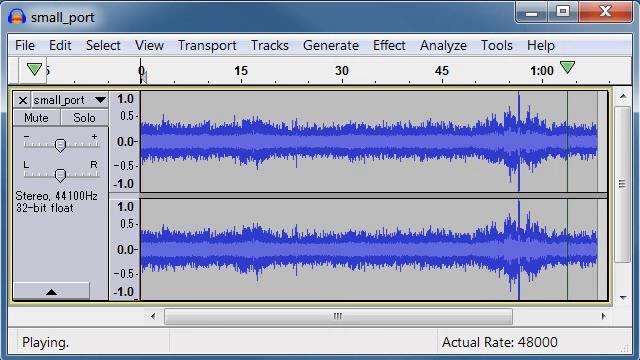 small_port
File Edit Select View Transport Tracks Generate Effect Analyze Tools Help
0 15 30 45 1:00
small_port
Mute Solo
- +
L R
Stereo, 44100Hz
32-bit float
1.0
0.5-
0.0-
-0.5-
-1.0
1.0
0.5-
0.0-
-0.5-
-1.0
Playing.
Actual Rate: 48000